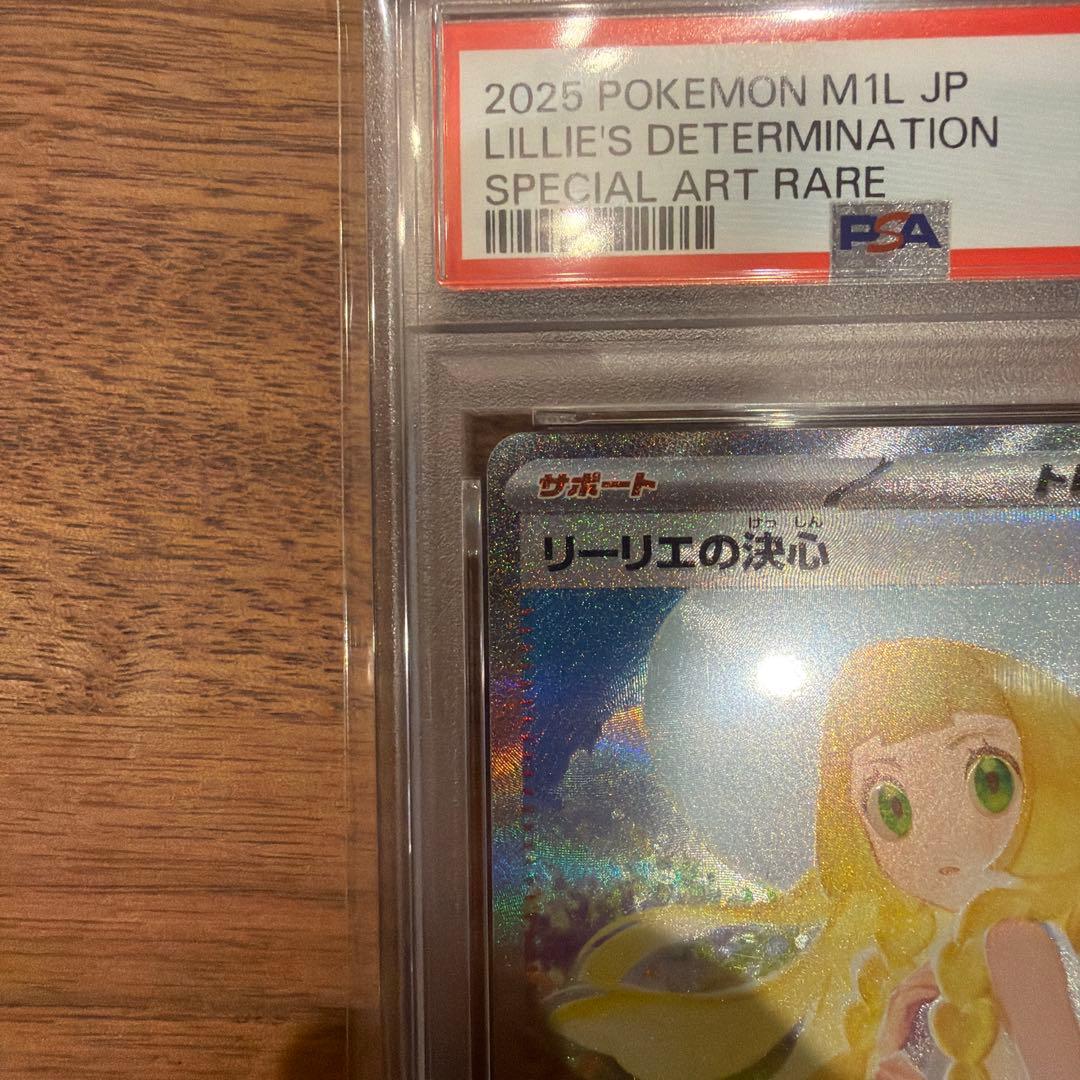 2025 POKEMON M1L JP
LILLIE'S DETERMINATION
SPECIAL ART RARE
PSA
サポート
けっしん
リーリエの決心